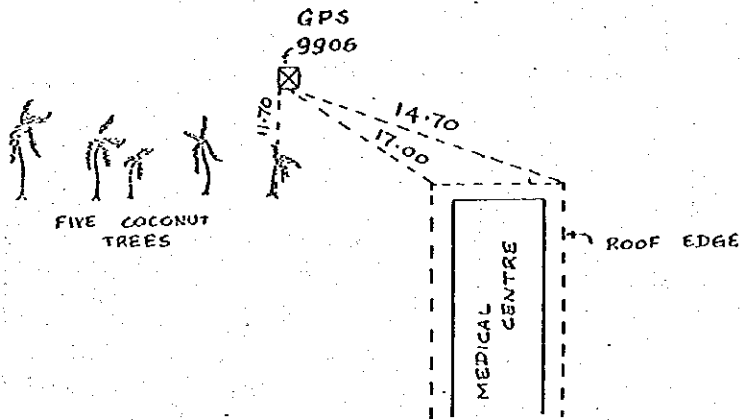 GPS
9906
11.70
14.70
17.00
FIVE COCONUT
TREES
ROOF EDGE
MEDICAL
CENTRE